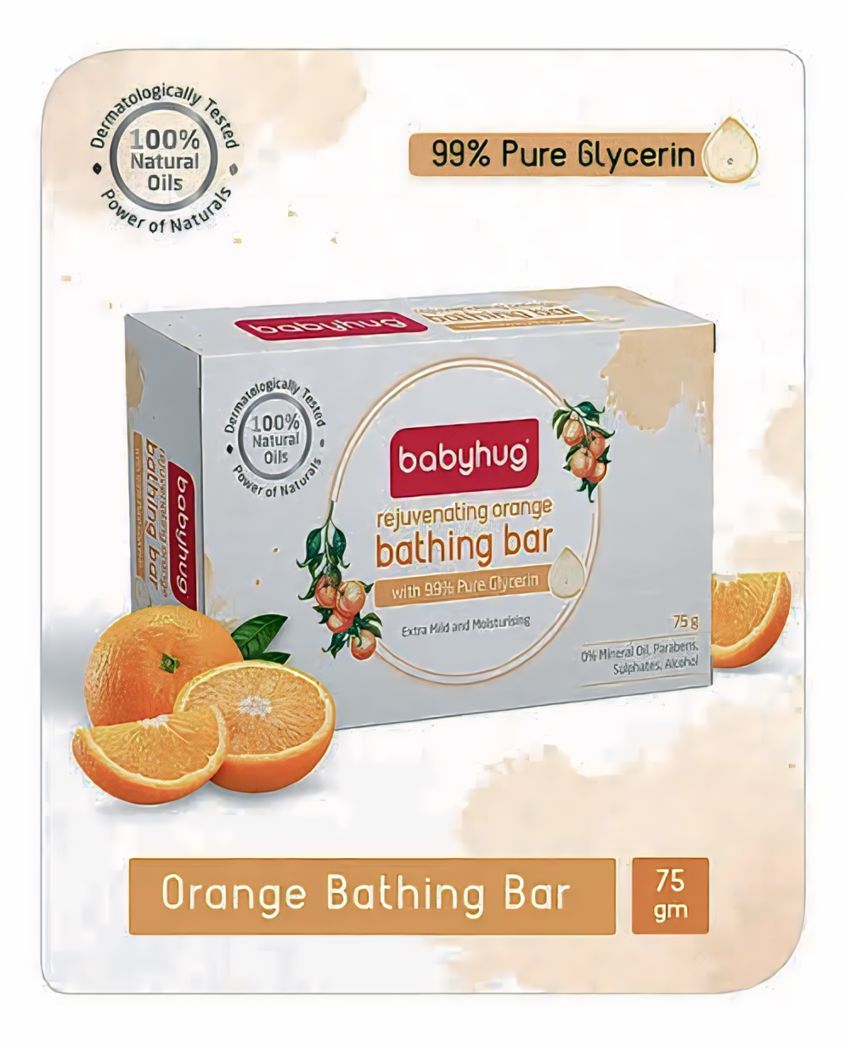 Dermatologically Tested
100%
Natural
Oils
Power of Naturals
99% Pure Glycerin
babyhug
Dermatologically Tested
100%
Natural
Oils
Power of Naturals
babyhug
rejuvenating orange
bathing bar
with 99% Pure Glycerin
Extra Mild and Moisturising
75 g
0% Mineral Oil, Parabens,
Sulphates, Alcohol
babyhug
rejuvenating orange
bathing bar
Orange Bathing Bar
75
gm